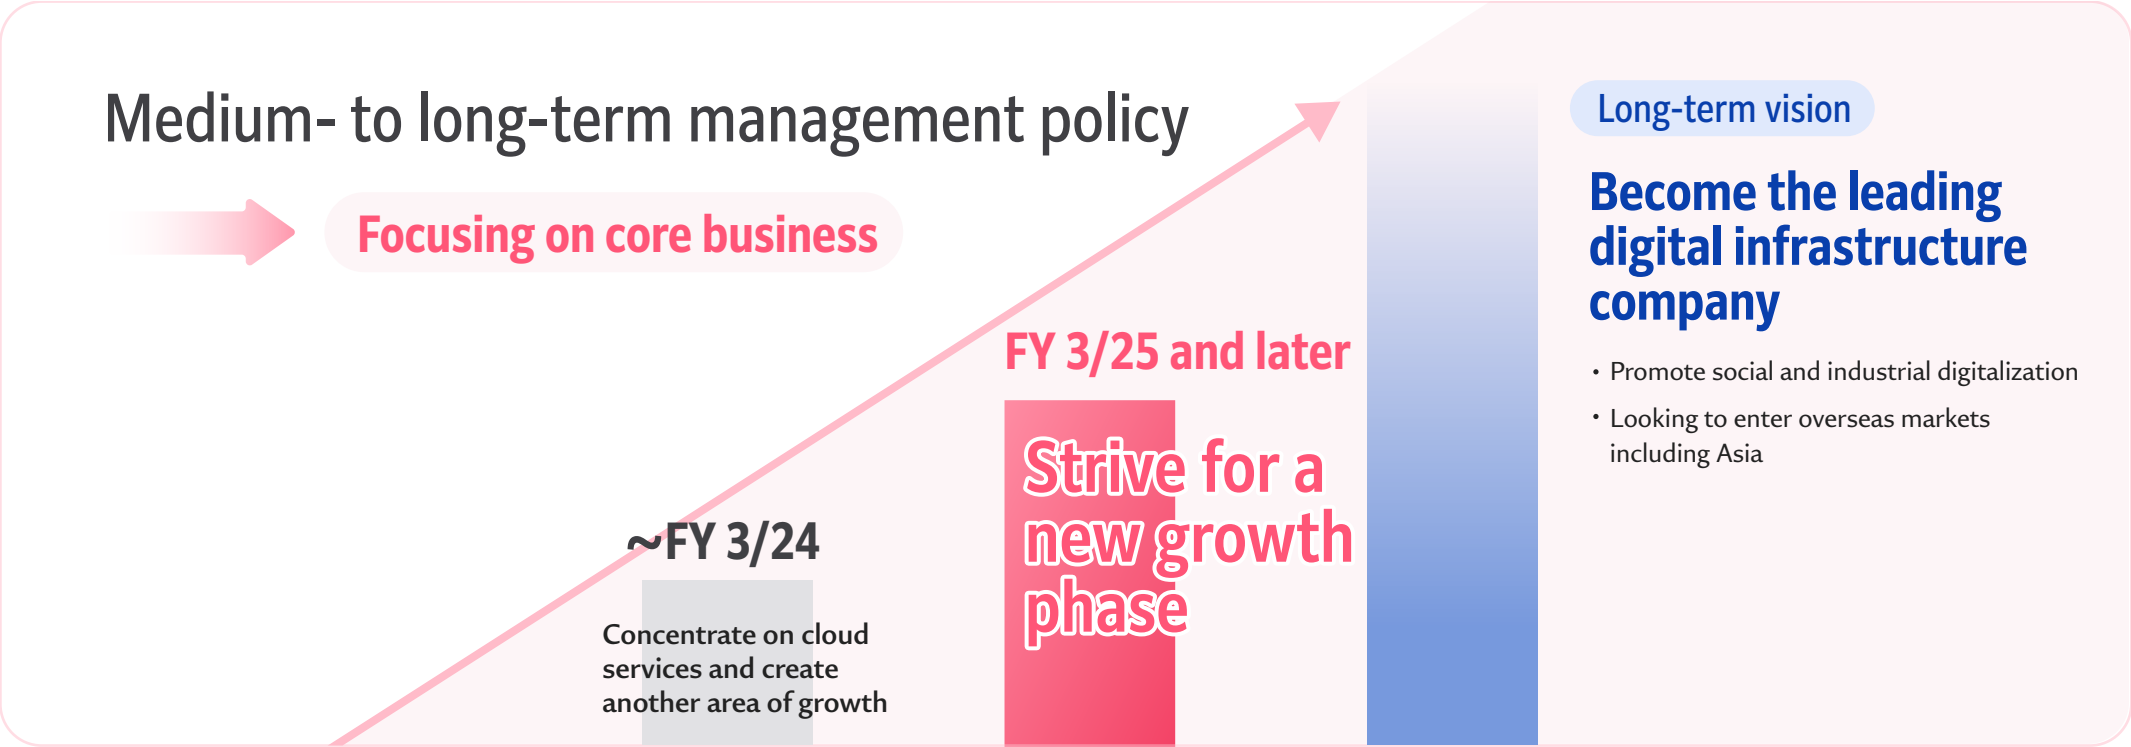 Medium- to long-term management policy
Focusing on core business
~FY 3/24
Concentrate on cloud
services and create
another area of growth
FY 3/25 and later
Strive for a
new growth
phase
Long-term vision
Become the leading
digital infrastructure
company
・Promote social and industrial digitalization
・Looking to enter overseas markets
including Asia